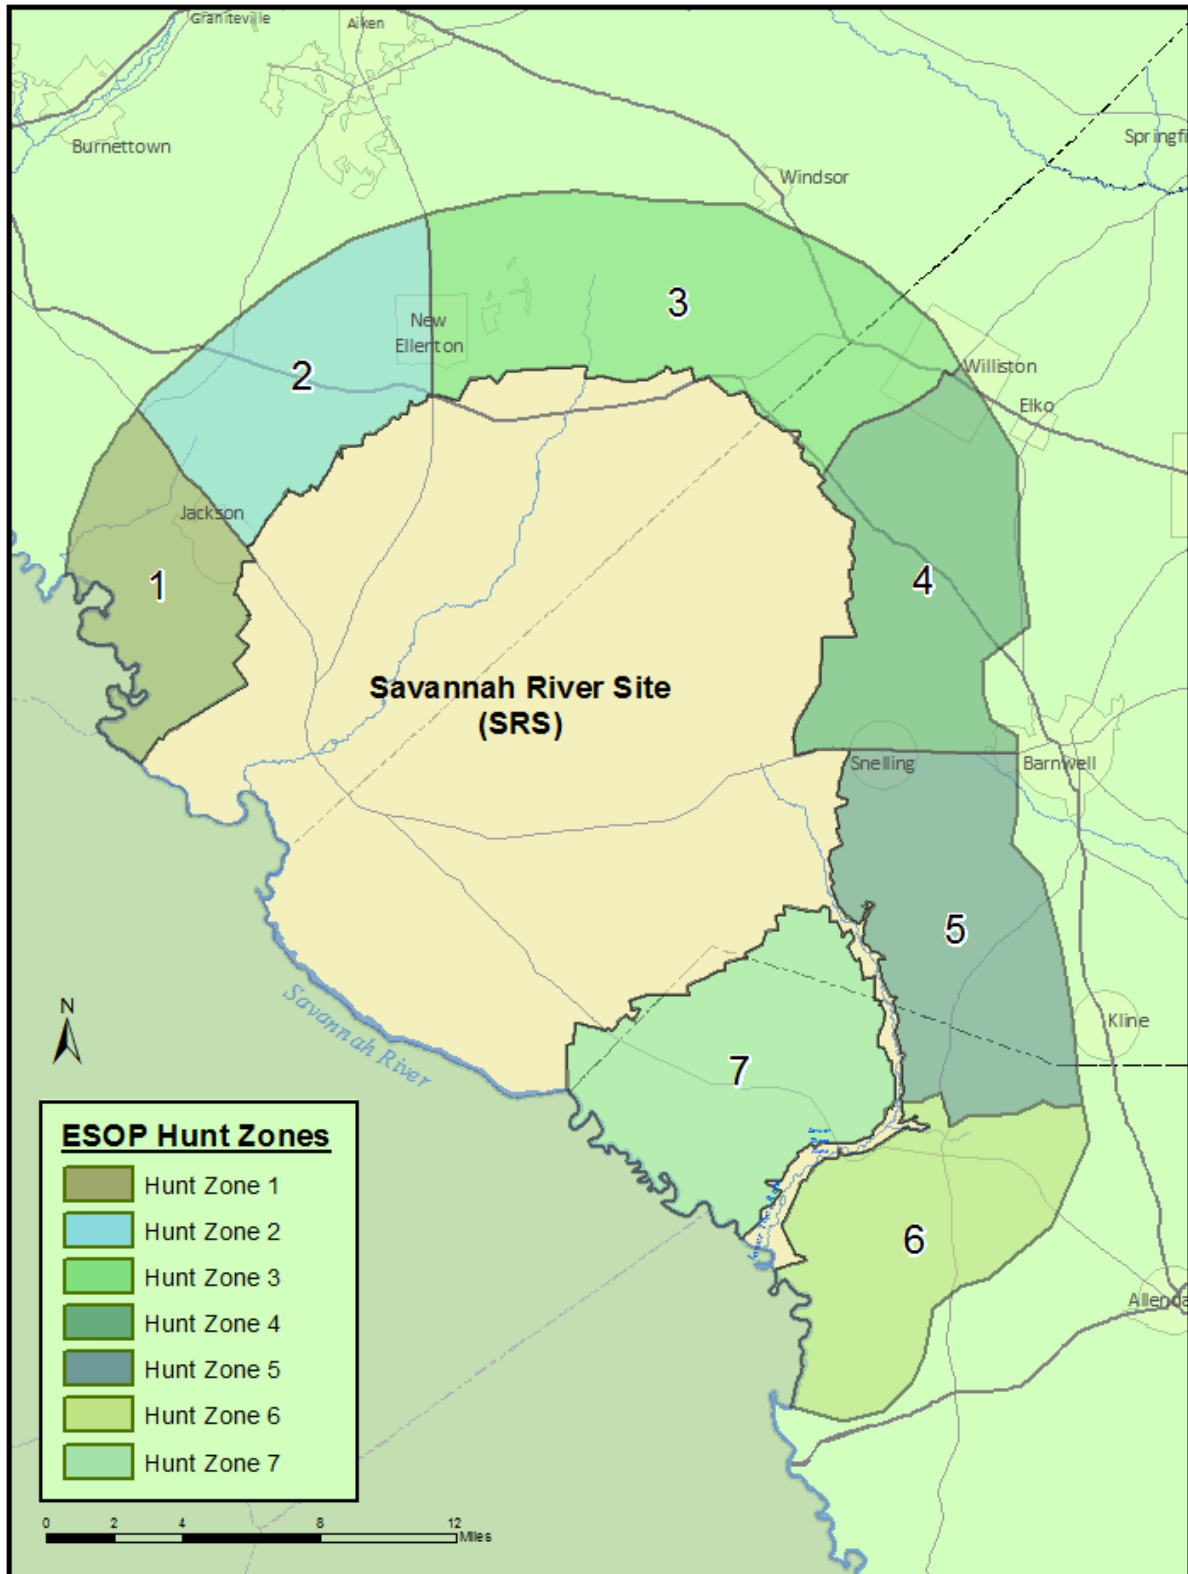 Graniteville
Aiken
Burnettown
Springfi
Windsor
3
New
Ellenton
2
Williston
Elko
Jackson
1
4
Savannah River Site
(SRS)
Snelling
Barnwell
5
Savannah River
N
Kline
7
6
Allenda
ESOP Hunt Zones
Hunt Zone 1
Hunt Zone 2
Hunt Zone 3
Hunt Zone 4
Hunt Zone 5
Hunt Zone 6
Hunt Zone 7
0 2 4 8 12
Miles